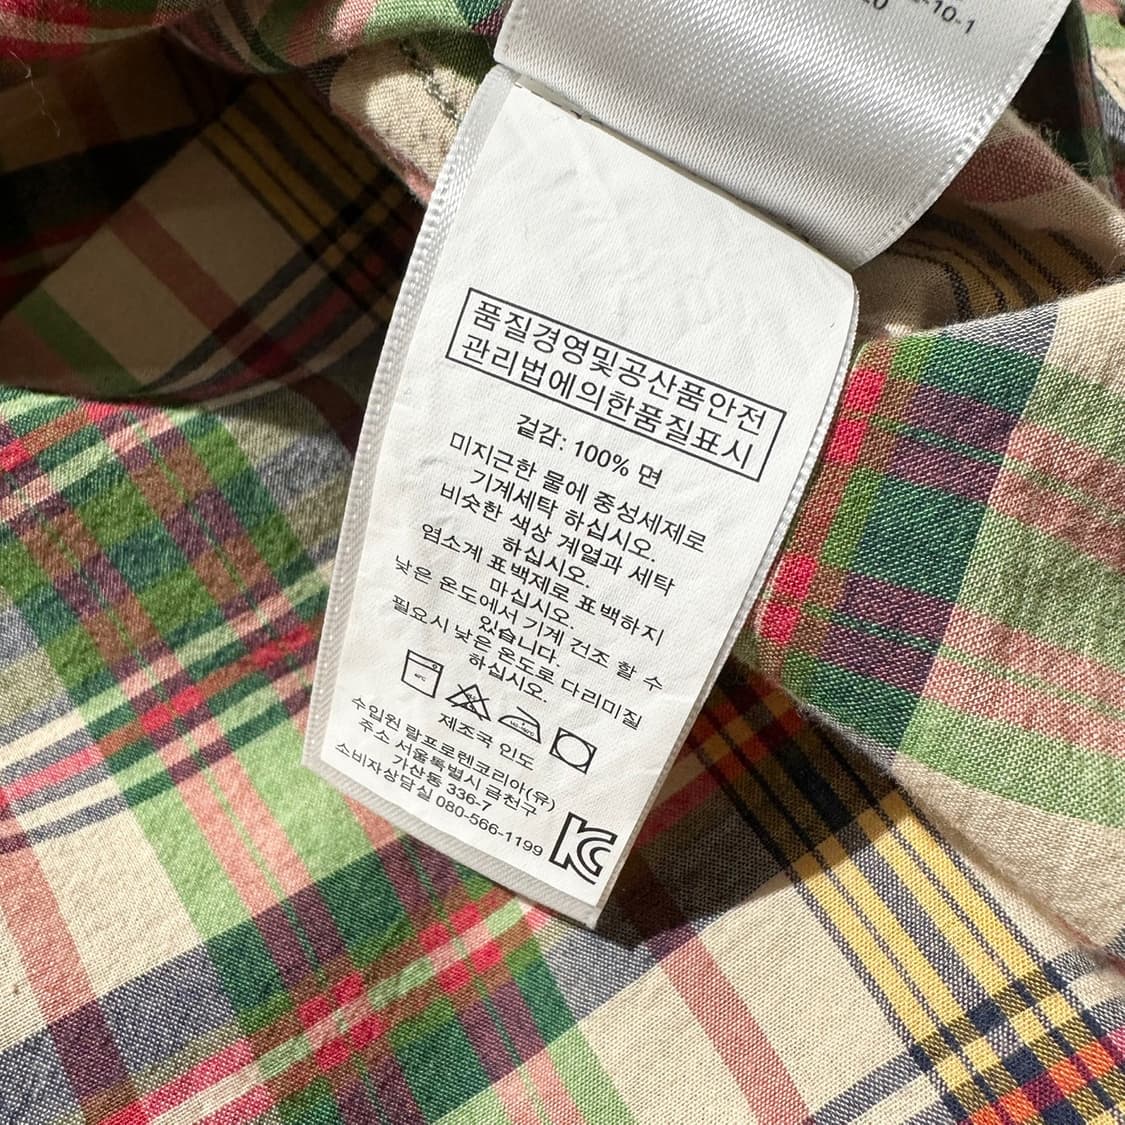 -10-1
20
품질경영및공산품안전
관리법에의한품질표시
겉감: 100% 면
미지근한 물에 중성세제로
기계세탁 하십시오.
비슷한 색상 계열과 세탁
하십시오.
염소계 표백제로 표백하지
마십시오.
낮은 온도에서 기계 건조 할 수
있습니다.
필요시 낮은 온도로 다리미질
하십시오.
제조국 인도
수입원 랄프로렌코리아(유)
주소 서울특별시 금천구
가산동 336-7
소비자상담실 080-566-1199